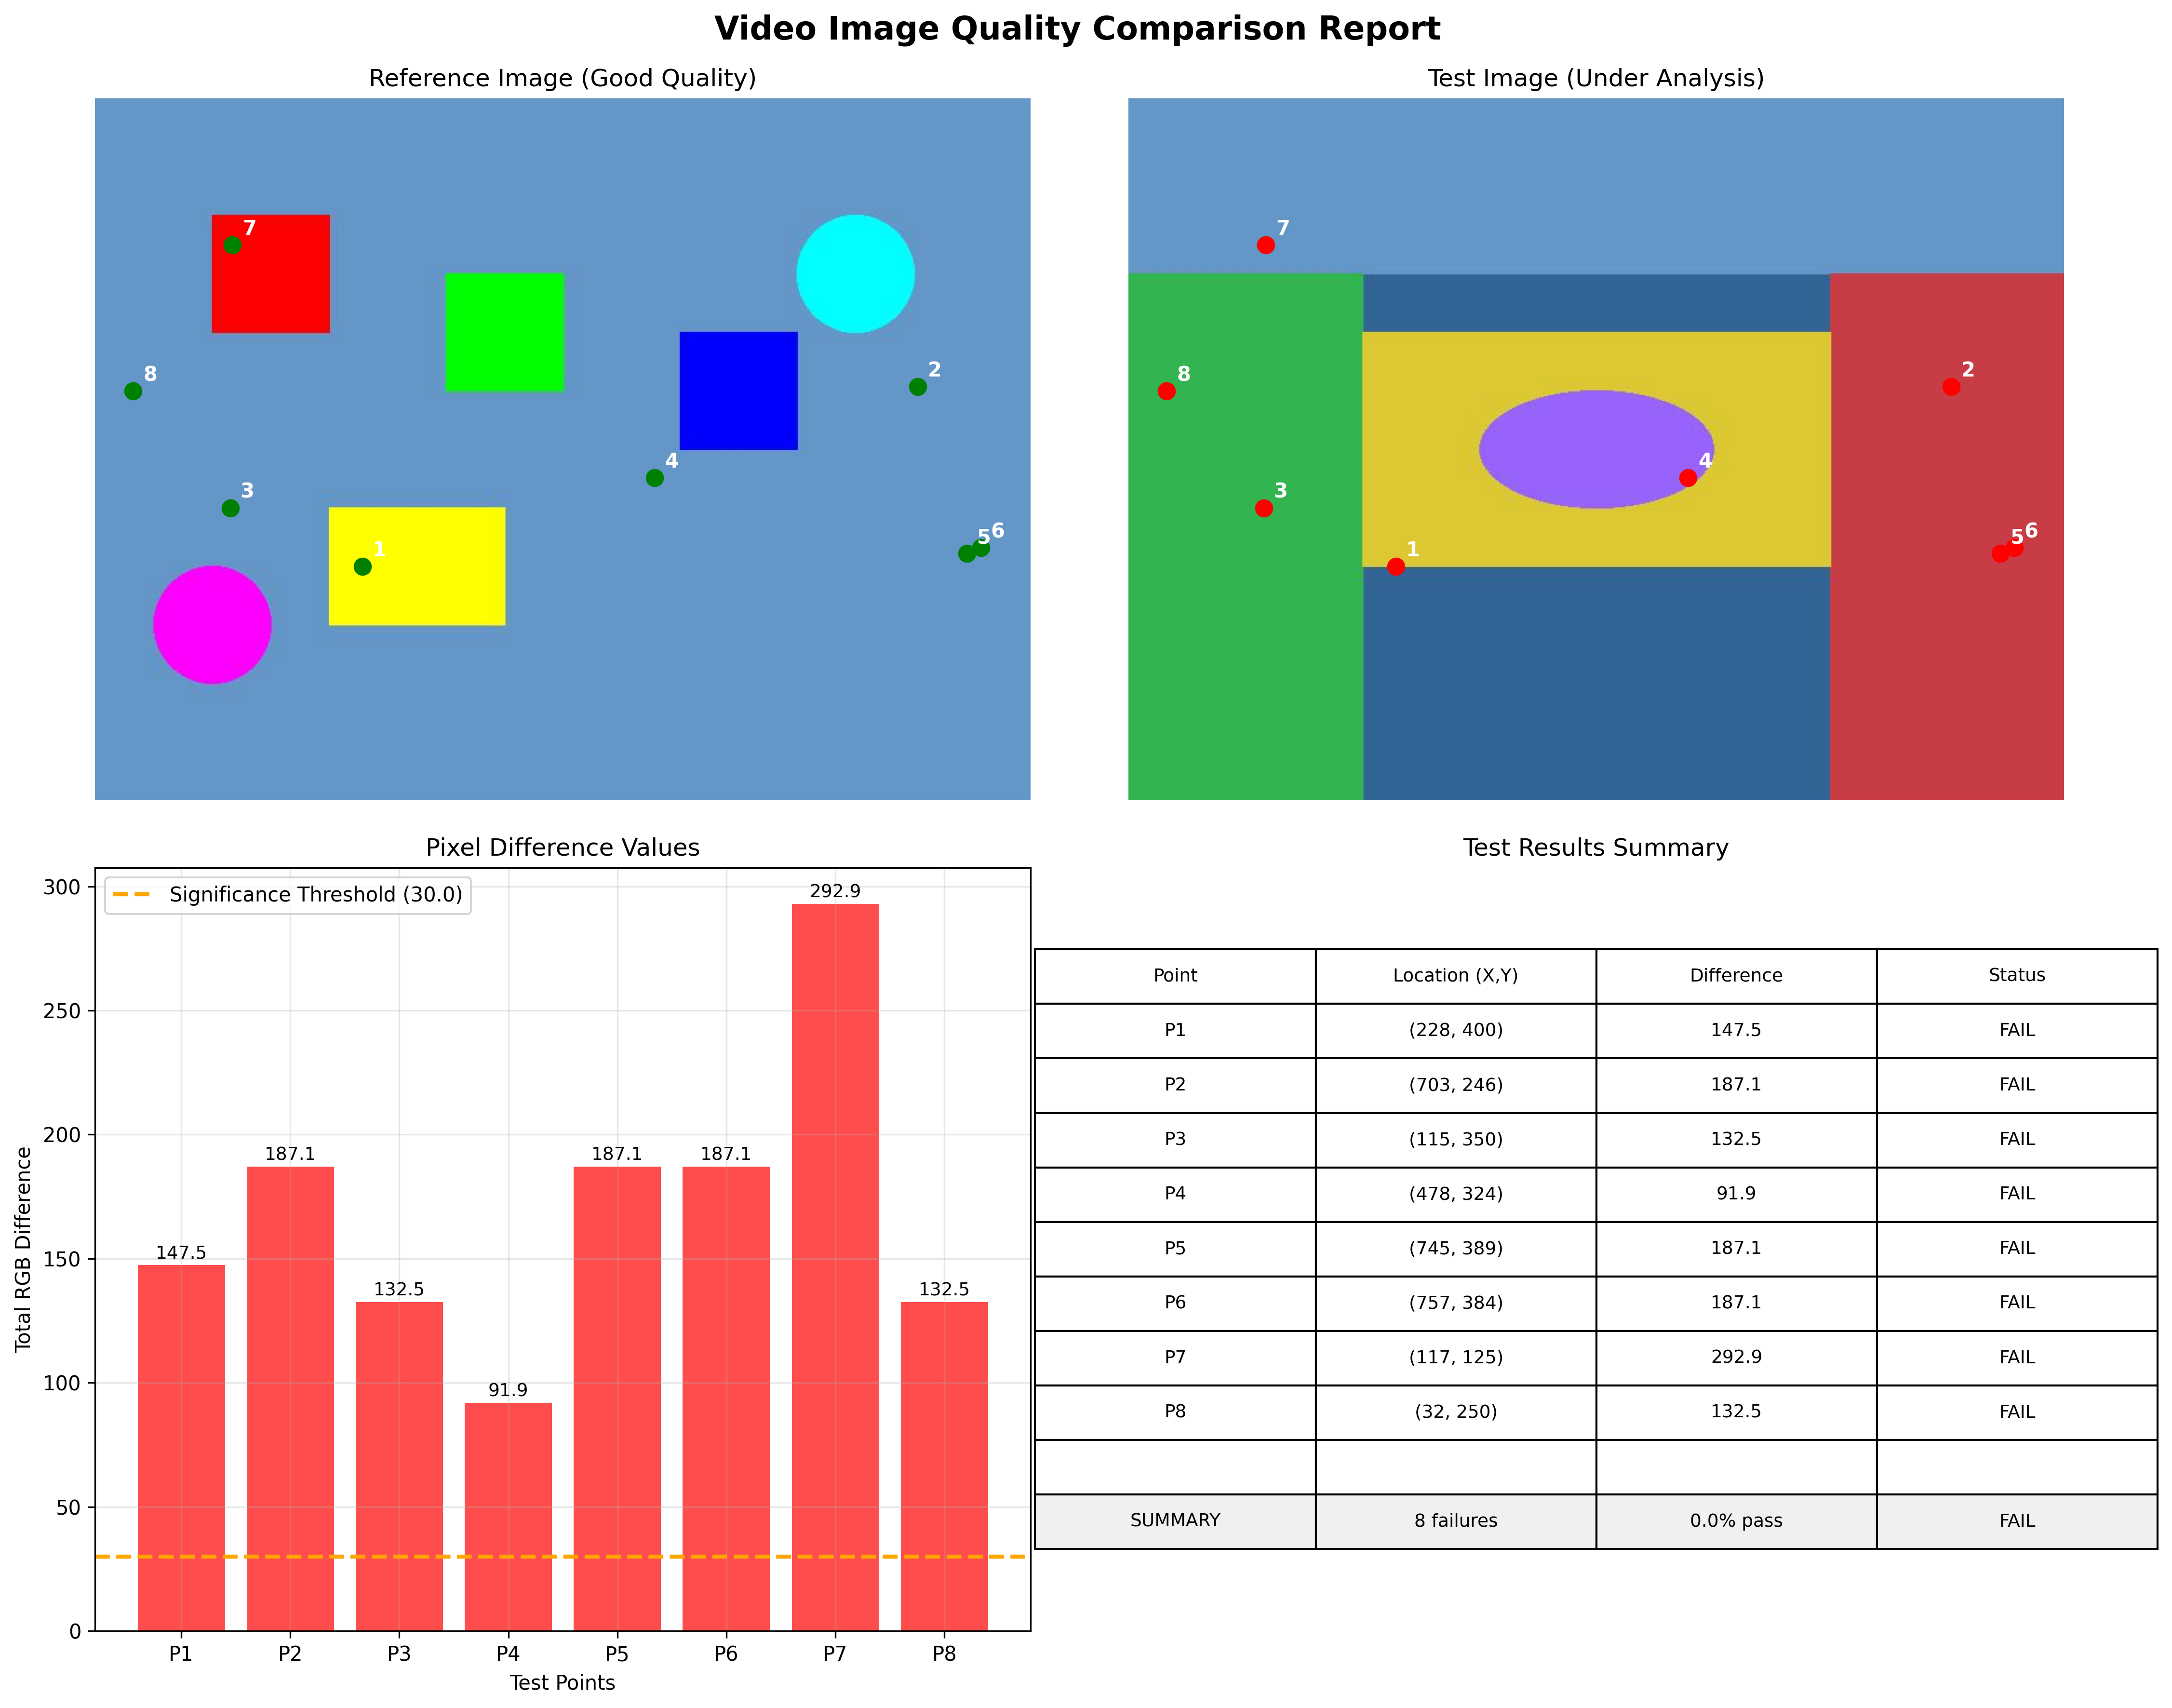 Video Image Quality Comparison Report
Reference Image (Good Quality)
7
8
2
4
3
5 6
1
Test Image (Under Analysis)
7
8
2
4
3
5 6
1
Pixel Difference Values
Significance Threshold (30.0)
Total RGB Difference
300
250
200
150
100
50
0
147.5
187.1
132.5
91.9
187.1
187.1
292.9
132.5
P1 P2 P3 P4 P5 P6 P7 P8
Test Points
Test Results Summary
Point Location (X,Y) Difference Status
P1 (228, 400) 147.5 FAIL
P2 (703, 246) 187.1 FAIL
P3 (115, 350) 132.5 FAIL
P4 (478, 324) 91.9 FAIL
P5 (745, 389) 187.1 FAIL
P6 (757, 384) 187.1 FAIL
P7 (117, 125) 292.9 FAIL
P8 (32, 250) 132.5 FAIL
SUMMARY 8 failures 0.0% pass FAIL